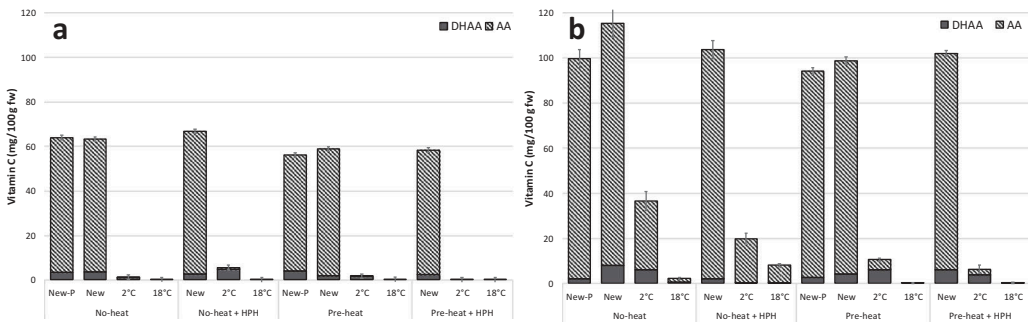 a
DHAA AA
Vitamin C (mg/100g fw)
120
100
80
60
40
20
0
New-P New 2°C 18°C New 2°C 18°C New-P New 2°C 18°C New 2°C 18°C
No-heat No-heat + HPH Pre-heat Pre-heat + HPH
b
DHAA AA
Vitamin C (mg/100g fw)
120
100
80
60
40
20
0
New-P New 2°C 18°C New 2°C 18°C New-P New 2°C 18°C New 2°C 18°C
No-heat No-heat + HPH Pre-heat Pre-heat + HPH